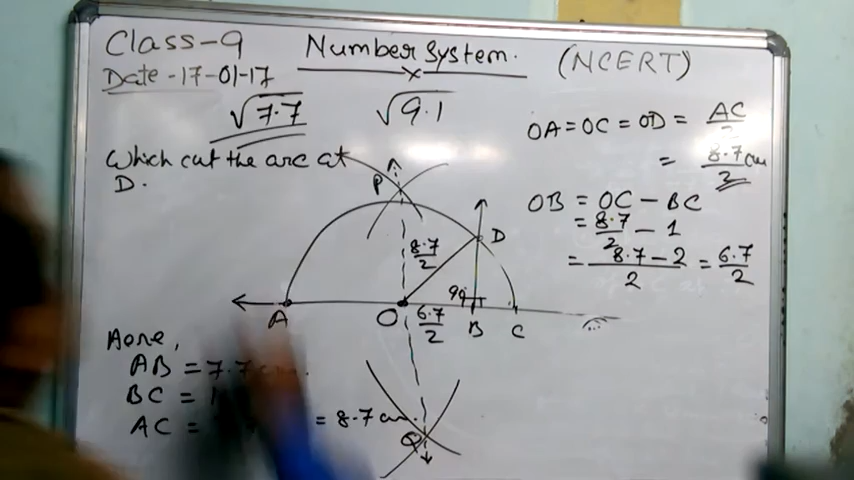 Class-9
Number System.
(NCERT)
Date-17-01-17
√7.7
√9.1
Which cut the arc at
D.
OA = OC = OD = AC
= 8.7 cm
2
OB = OC - BC
= 8.7 - 1
2
= 8.7 - 2 = 6.7
2 2
P
D
8.7
2
90
A
O
6.7
2
B
C
AB = 7.7
BC =
AC = = 8.7 cm.
Q